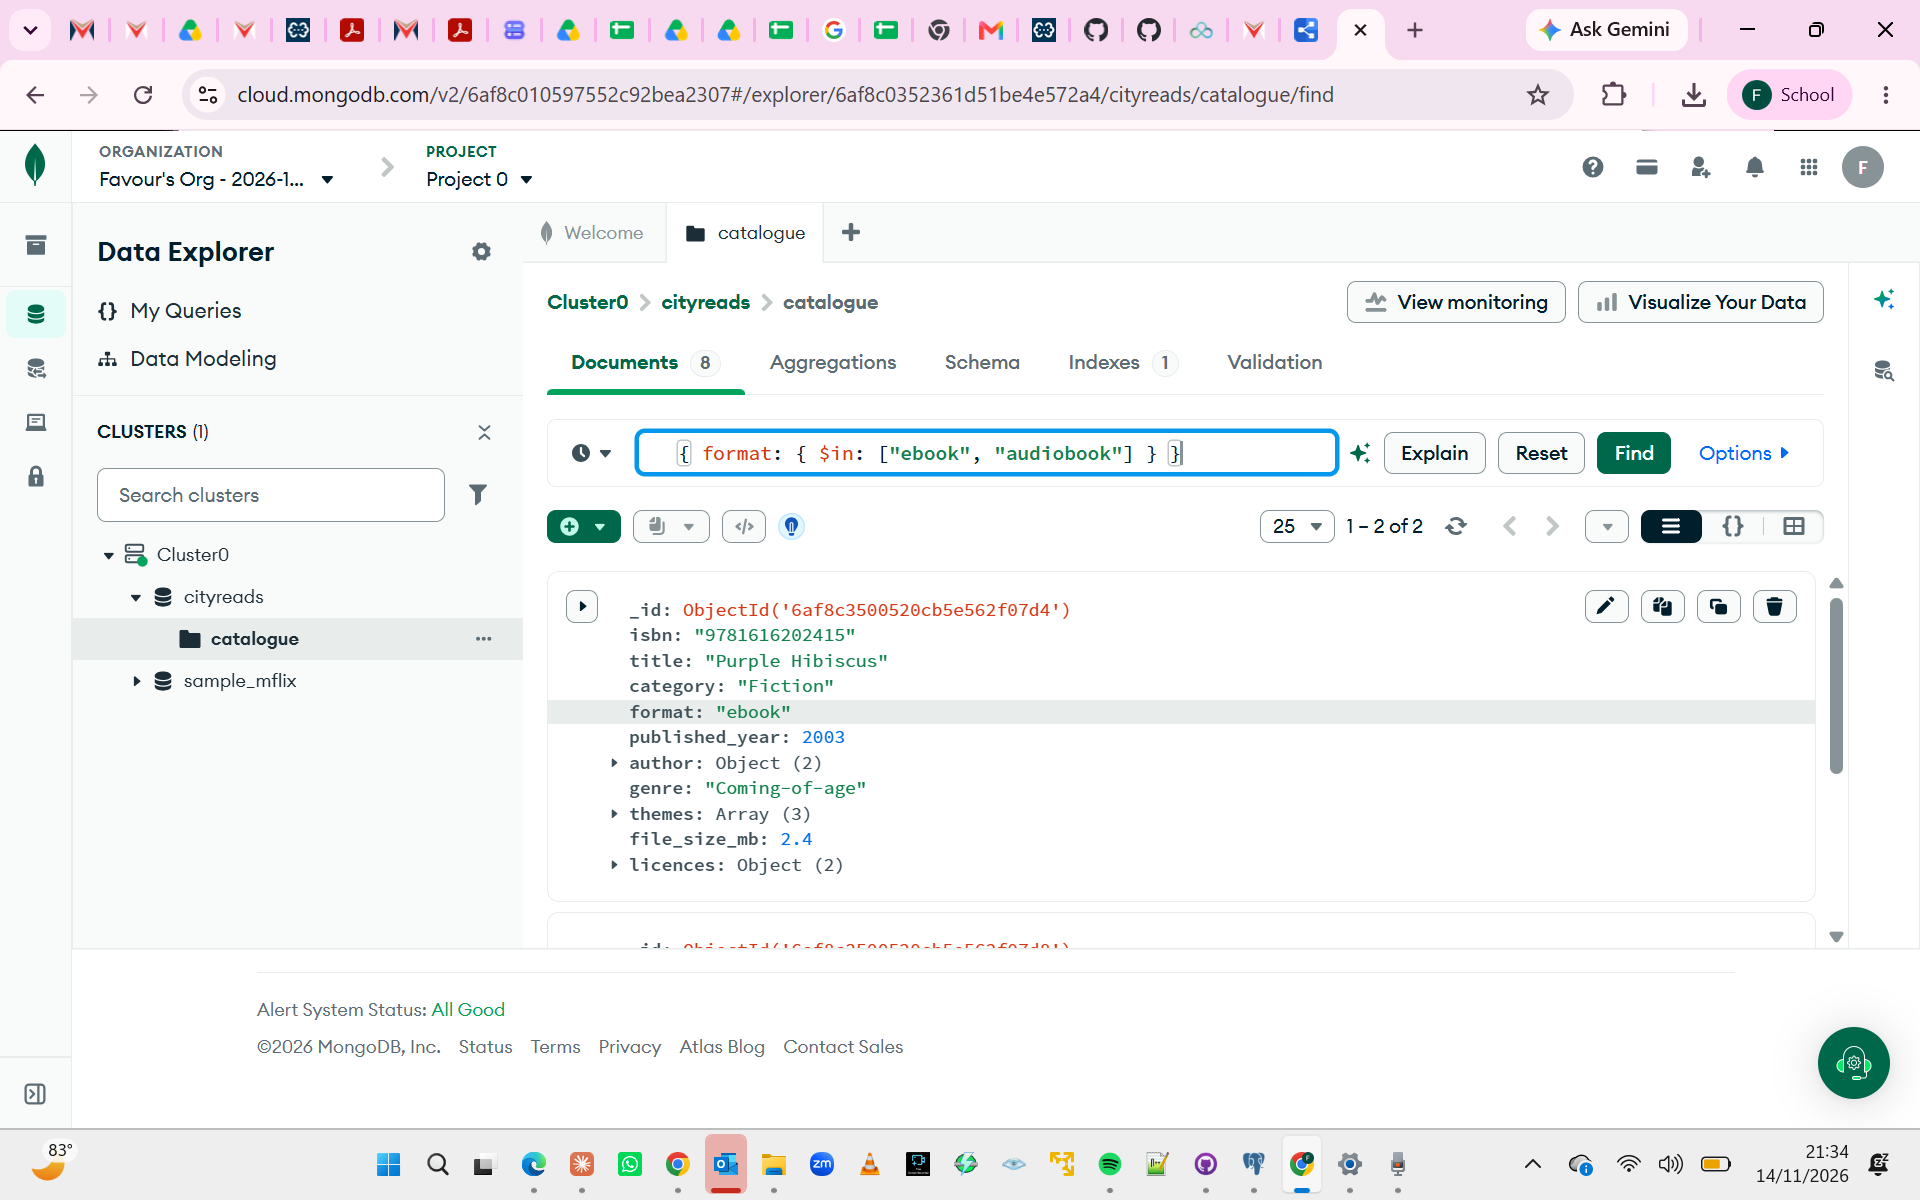 Ask Gemini
cloud.mongodb.com/v2/6af8c010597552c92bea2307#/explorer/6af8c0352361d51be4e572a4/cityreads/catalogue/find
F School
ORGANIZATION
Favour's Org - 2026-1...
PROJECT
Project 0
F
Data Explorer
My Queries
Data Modeling
CLUSTERS (1)
Search clusters
Cluster0
cityreads
catalogue
sample_mflix
Welcome
catalogue
Cluster0 > cityreads > catalogue
View monitoring
Visualize Your Data
Documents 8
Aggregations
Schema
Indexes 1
Validation
{ format: { $in: ["ebook", "audiobook"] } }
Explain
Reset
Find
Options
25
1 – 2 of 2
_id: ObjectId('6af8c3500520cb5e562f07d4')
isbn: "9781616202415"
title: "Purple Hibiscus"
category: "Fiction"
format: "ebook"
published_year: 2003
author: Object (2)
genre: "Coming-of-age"
themes: Array (3)
file_size_mb: 2.4
licences: Object (2)
_id: ObjectId('6af8c3500520cb5e562f07d8')
Alert System Status: All Good
©2026 MongoDB, Inc. Status Terms Privacy Atlas Blog Contact Sales
83°
zm
21:34
14/11/2026